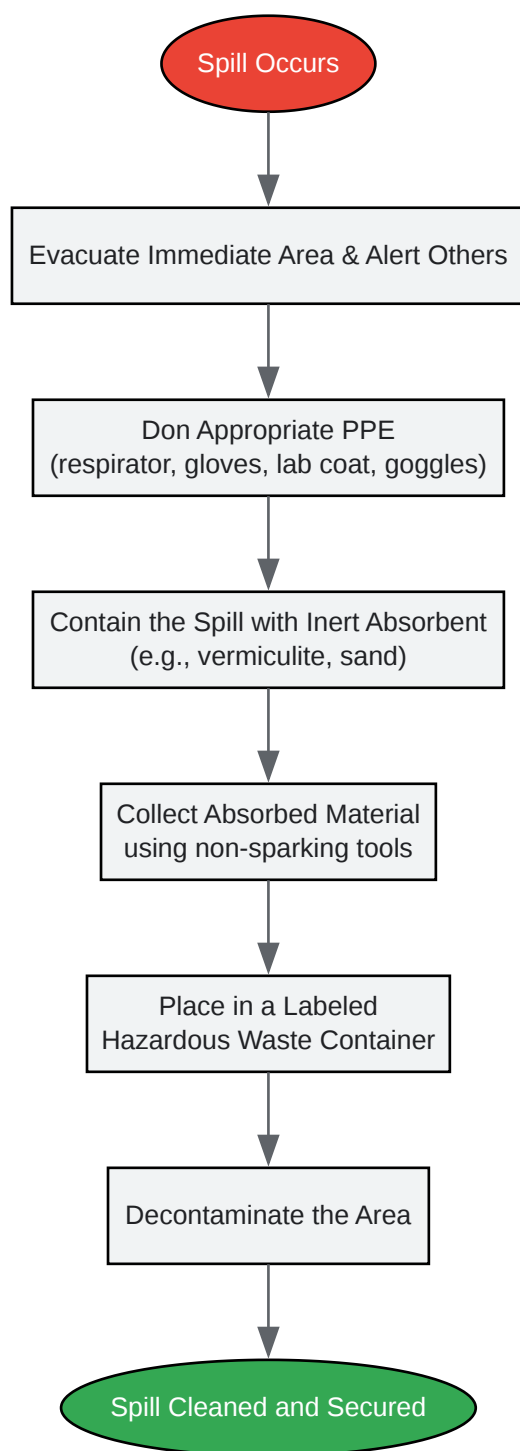 Spill Occurs
Evacuate Immediate Area & Alert Others
Don Appropriate PPE
(respirator, gloves, lab coat, goggles)
Contain the Spill with Inert Absorbent
(e.g., vermiculite, sand)
Collect Absorbed Material
using non-sparking tools
Place in a Labeled
Hazardous Waste Container
Decontaminate the Area
Spill Cleaned and Secured